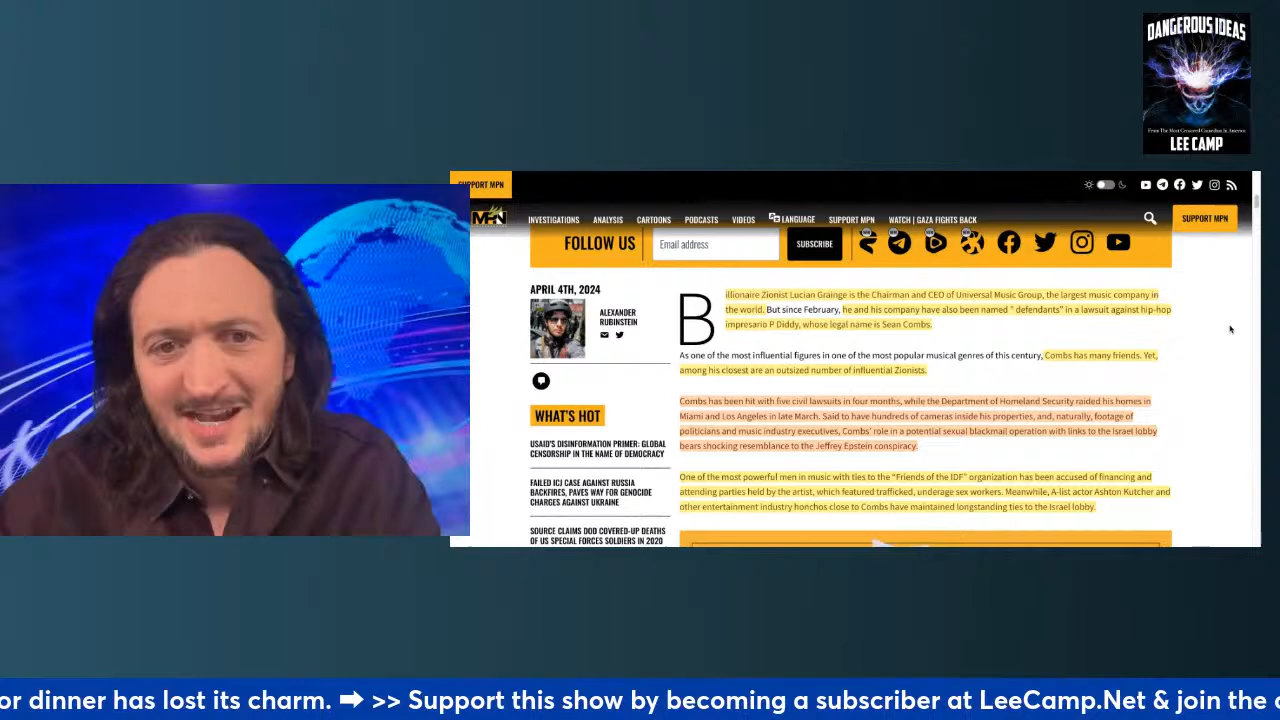 DANGEROUS IDEAS
From The Most Censored Comedian In America
LEE CAMP
SUPPORT MPN
MPN
INVESTIGATIONS ANALYSIS CARTOONS PODCASTS VIDEOS LANGUAGE SUPPORT MPN WATCH | GAZA FIGHTS BACK
SUPPORT MPN
FOLLOW US Email address SUBSCRIBE
APRIL 4TH, 2024
ALEXANDER
RUBINSTEIN
WHAT'S HOT
USAID'S DISINFORMATION PRIMER: GLOBAL
CENSORSHIP IN THE NAME OF DEMOCRACY
FAILED ICJ CASE AGAINST RUSSIA
BACKFIRES, PAVES WAY FOR GENOCIDE
CHARGES AGAINST UKRAINE
SOURCE CLAIMS DOD COVERED-UP DEATHS
OF US SPECIAL FORCES SOLDIERS IN 2020
Billionaire Zionist Lucian Grainge is the Chairman and CEO of Universal Music Group, the largest music company in
the world. But since February, he and his company have also been named " defendants" in a lawsuit against hip-hop
impresario P Diddy, whose legal name is Sean Combs.
As one of the most influential figures in one of the most popular musical genres of this century, Combs has many friends. Yet,
among his closest are an outsized number of influential Zionists.
Combs has been hit with five civil lawsuits in four months, while the Department of Homeland Security raided his homes in
Miami and Los Angeles in late March. Said to have hundreds of cameras inside his properties, and, naturally, footage of
politicians and music industry executives, Combs' role in a potential sexual blackmail operation with links to the Israel lobby
bears shocking resemblance to the Jeffrey Epstein conspiracy.
One of the most powerful men in music with ties to the "Friends of the IDF" organization has been accused of financing and
attending parties held by the artist, which featured trafficked, underage sex workers. Meanwhile, A-list actor Ashton Kutcher and
other entertainment industry honchos close to Combs have maintained longstanding ties to the Israel lobby.
or dinner has lost its charm. ➡ >> Support this show by becoming a subscriber at LeeCamp.Net & join the